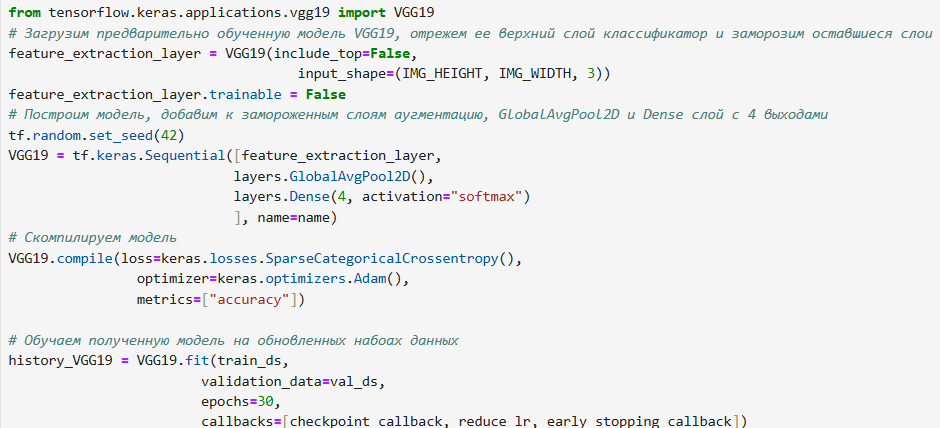 from tensorflow.keras.applications.vgg19 import VGG19
# Загрузим предварительно обученную модель VGG19, отрежем ее верхний слой классификатор и заморозим оставшиеся слои
feature_extraction_layer = VGG19(include_top=False,
input_shape=(IMG_HEIGHT, IMG_WIDTH, 3))
feature_extraction_layer.trainable = False
# Построим модель, добавим к замороженным слоям аугментацию, GlobalAvgPool2D и Dense слой с 4 выходами
tf.random.set_seed(42)
VGG19 = tf.keras.Sequential([feature_extraction_layer,
layers.GlobalAvgPool2D(),
layers.Dense(4, activation="softmax")
], name=name)
# Скомпилируем модель
VGG19.compile(loss=keras.losses.SparseCategoricalCrossentropy(),
optimizer=keras.optimizers.Adam(),
metrics=["accuracy"])
# Обучаем полученную модель на обновленных набоах данных
history_VGG19 = VGG19.fit(train_ds,
validation_data=val_ds,
epochs=30,
callbacks=[checkpoint_callback, reduce_lr, early_stopping_callback])